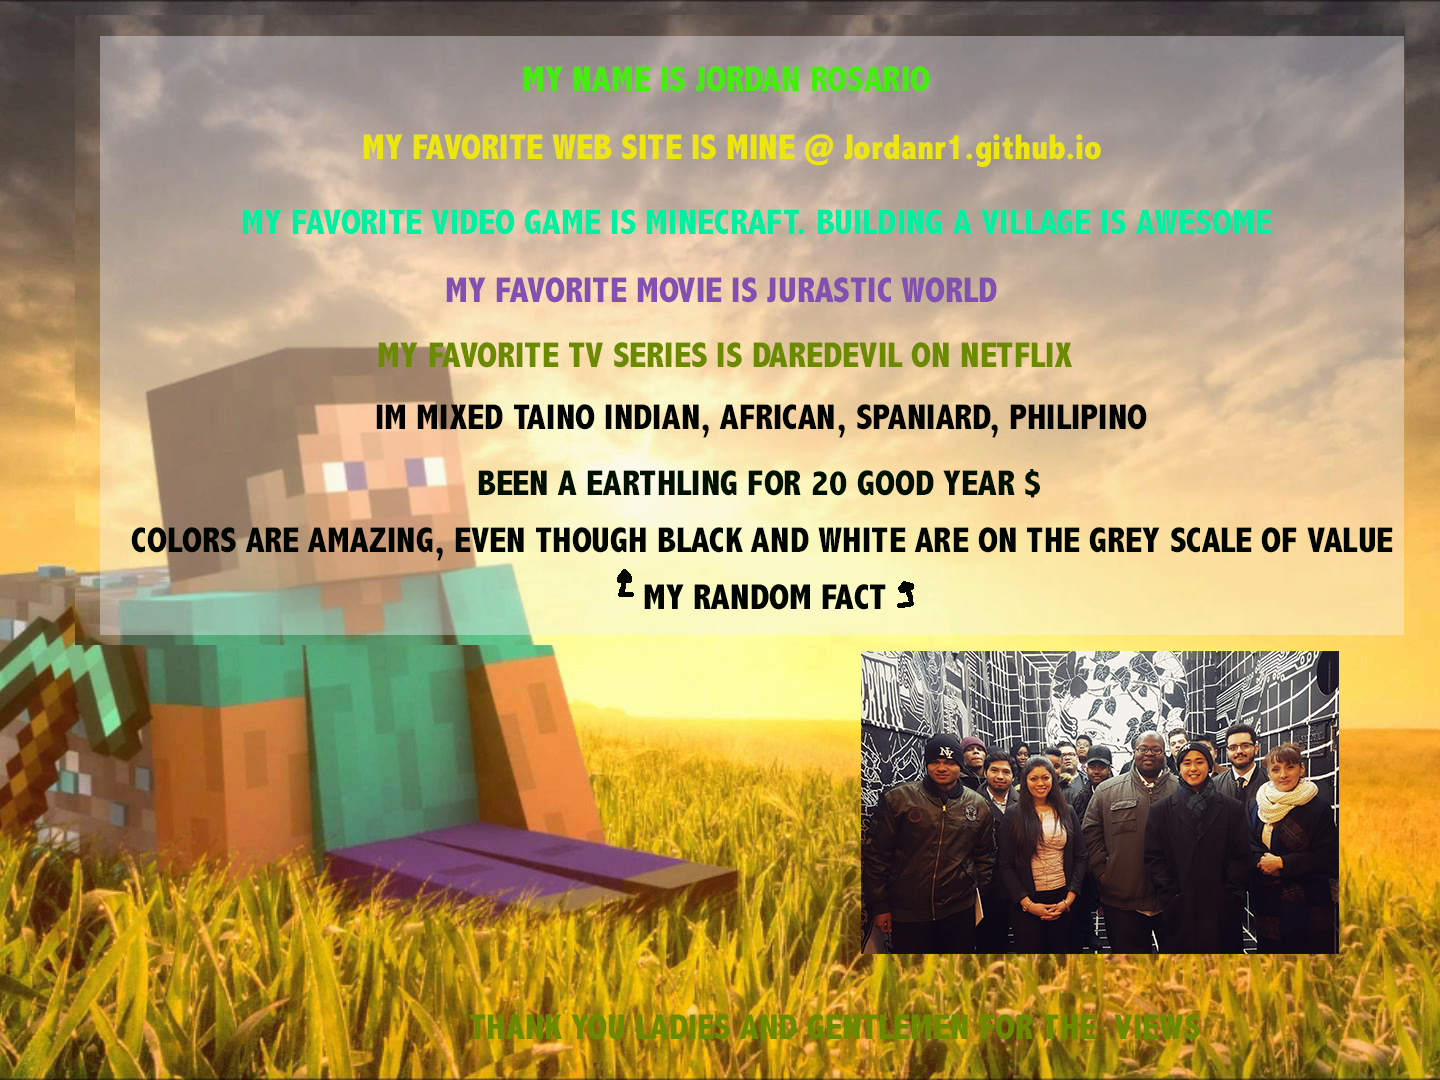 MY NAME IS JORDAN ROSARIO
MY FAVORITE WEB SITE IS MINE @ Jordanr1.github.io
MY FAVORITE VIDEO GAME IS MINECRAFT. BUILDING A VILLAGE IS AWESOME
MY FAVORITE MOVIE IS JURASTIC WORLD
MY FAVORITE TV SERIES IS DAREDEVIL ON NETFLIX
IM MIXED TAINO INDIAN, AFRICAN, SPANIARD, PHILIPINO
BEEN A EARTHLING FOR 20 GOOD YEAR $
COLORS ARE AMAZING, EVEN THOUGH BLACK AND WHITE ARE ON THE GREY SCALE OF VALUE
MY RANDOM FACT
NY
THANK YOU LADIES AND GENTLEMEN FOR THE VIEWS